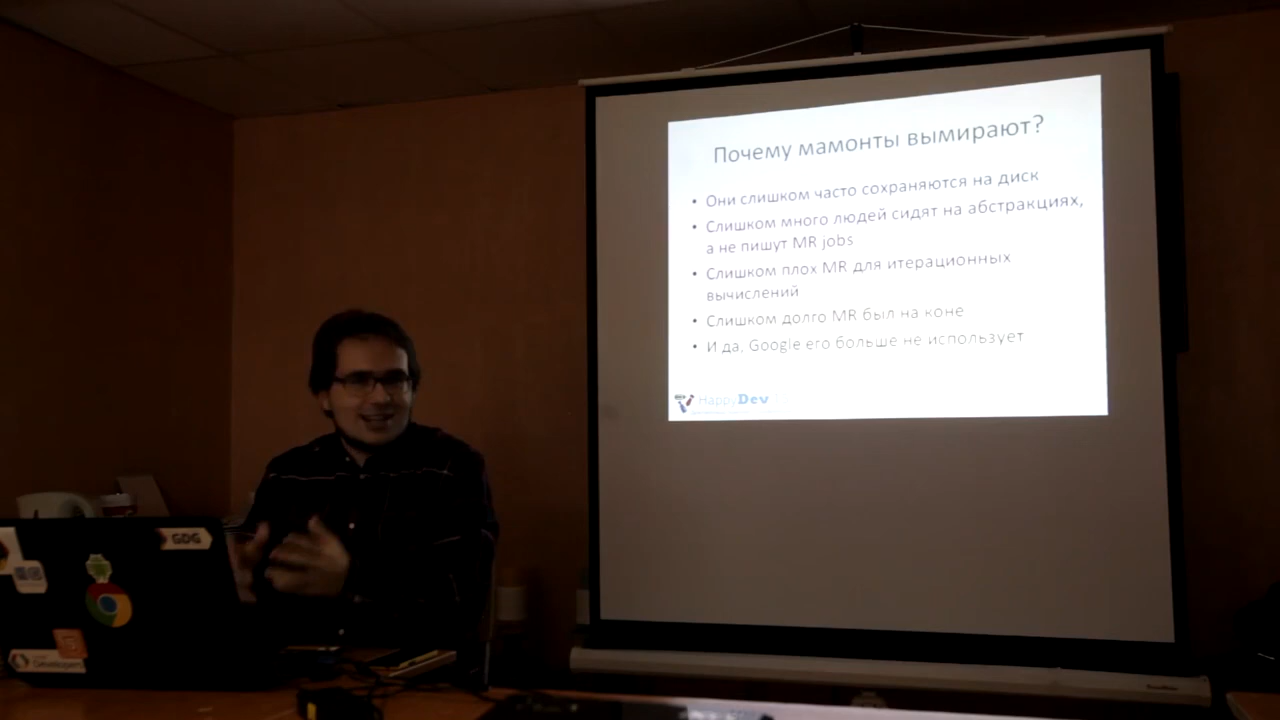 Почему мамонты вымирают?
• Они слишком часто сохраняются на диск
• Слишком много людей сидят на абстракциях,
а не пишут MR jobs
• Слишком плох MR для итерационных
вычислений
• Слишком долго MR был на коне
• И да, Google его больше не использует
HappyDev
GDG
Developers